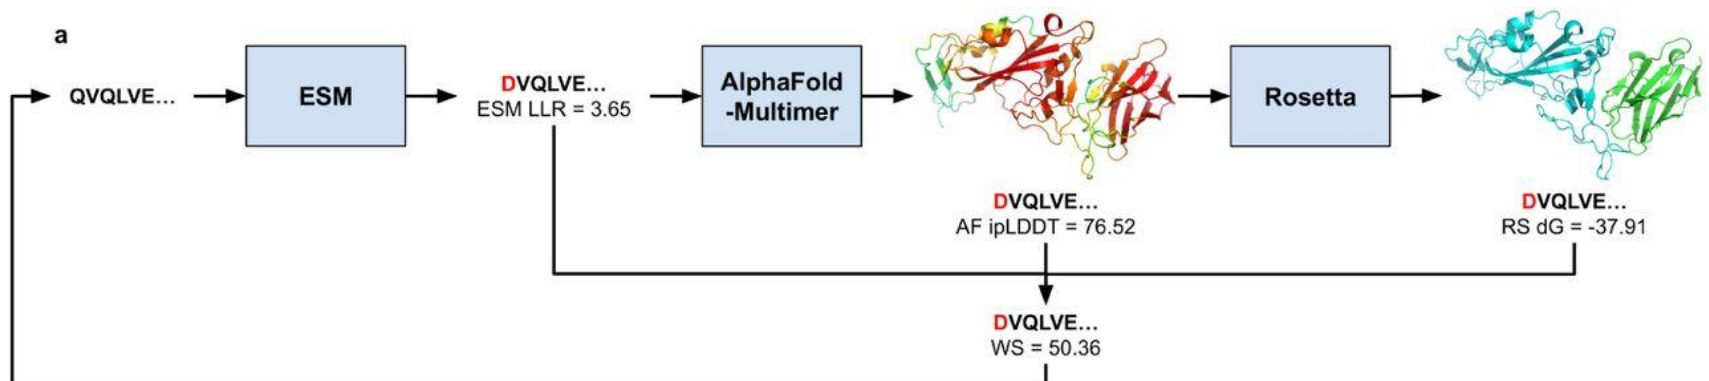 a
QVQLVE...
ESM
DVQLVE...
ESM LLR = 3.65
AlphaFold
-Multimer
DVQLVE...
AF ipLDDT = 76.52
Rosetta
DVQLVE...
RS dG = -37.91
DVQLVE...
WS = 50.36